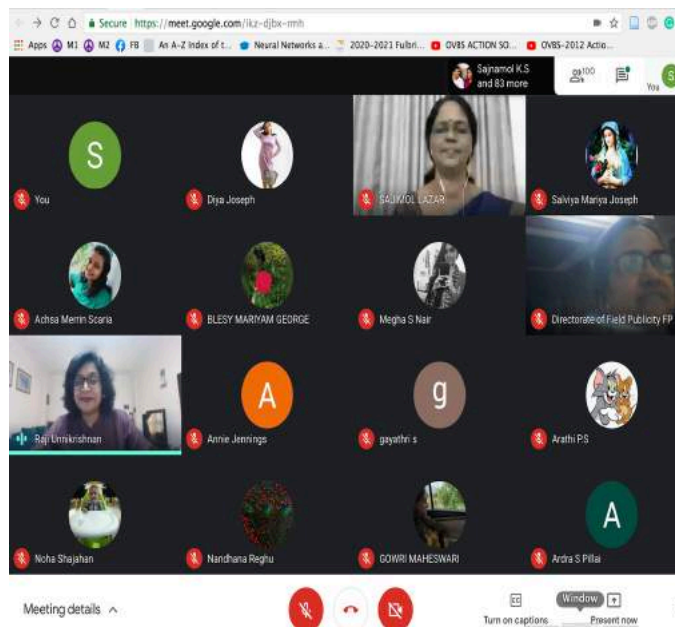 Secure https://meet.google.com/ikz-djbx-rmh
Apps M1 M2 FB An A-Z Index of t... Neural Networks a... 2020-2021 Fulbri... OVBS ACTION SO... OVBS-2012 Actio...
Sajnamol K.S
and 83 more
100
You
S
S
You
Diya Joseph
SAJIMOL LAZAR
Salviya Mariya Joseph
Achsa Merrin Scaria
BLESY MARIYAM GEORGE
Megha S Nair
Directorate of Field Publicity FP
Raji Unnikrishnan
A
Annie Jennings
g
gayathri s
Arathi P.S
Noha Shajahan
Nandhana Reghu
GOWRI MAHESWARI
A
Ardra S Pillai
Meeting details
Turn on captions
Window
Present now